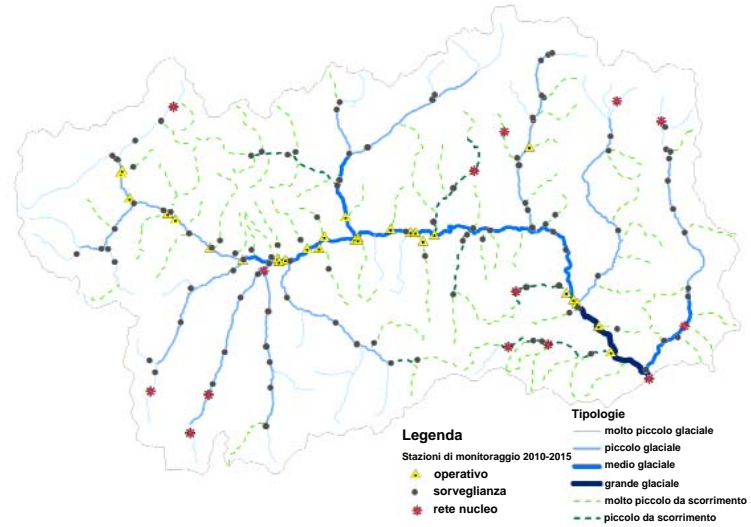 Legenda
Stazioni di monitoraggio 2010-2015
operativo
sorveglianza
rete nucleo
Tipologie
molto piccolo glaciale
piccolo glaciale
medio glaciale
grande glaciale
molto piccolo da scorrimento
piccolo da scorrimento